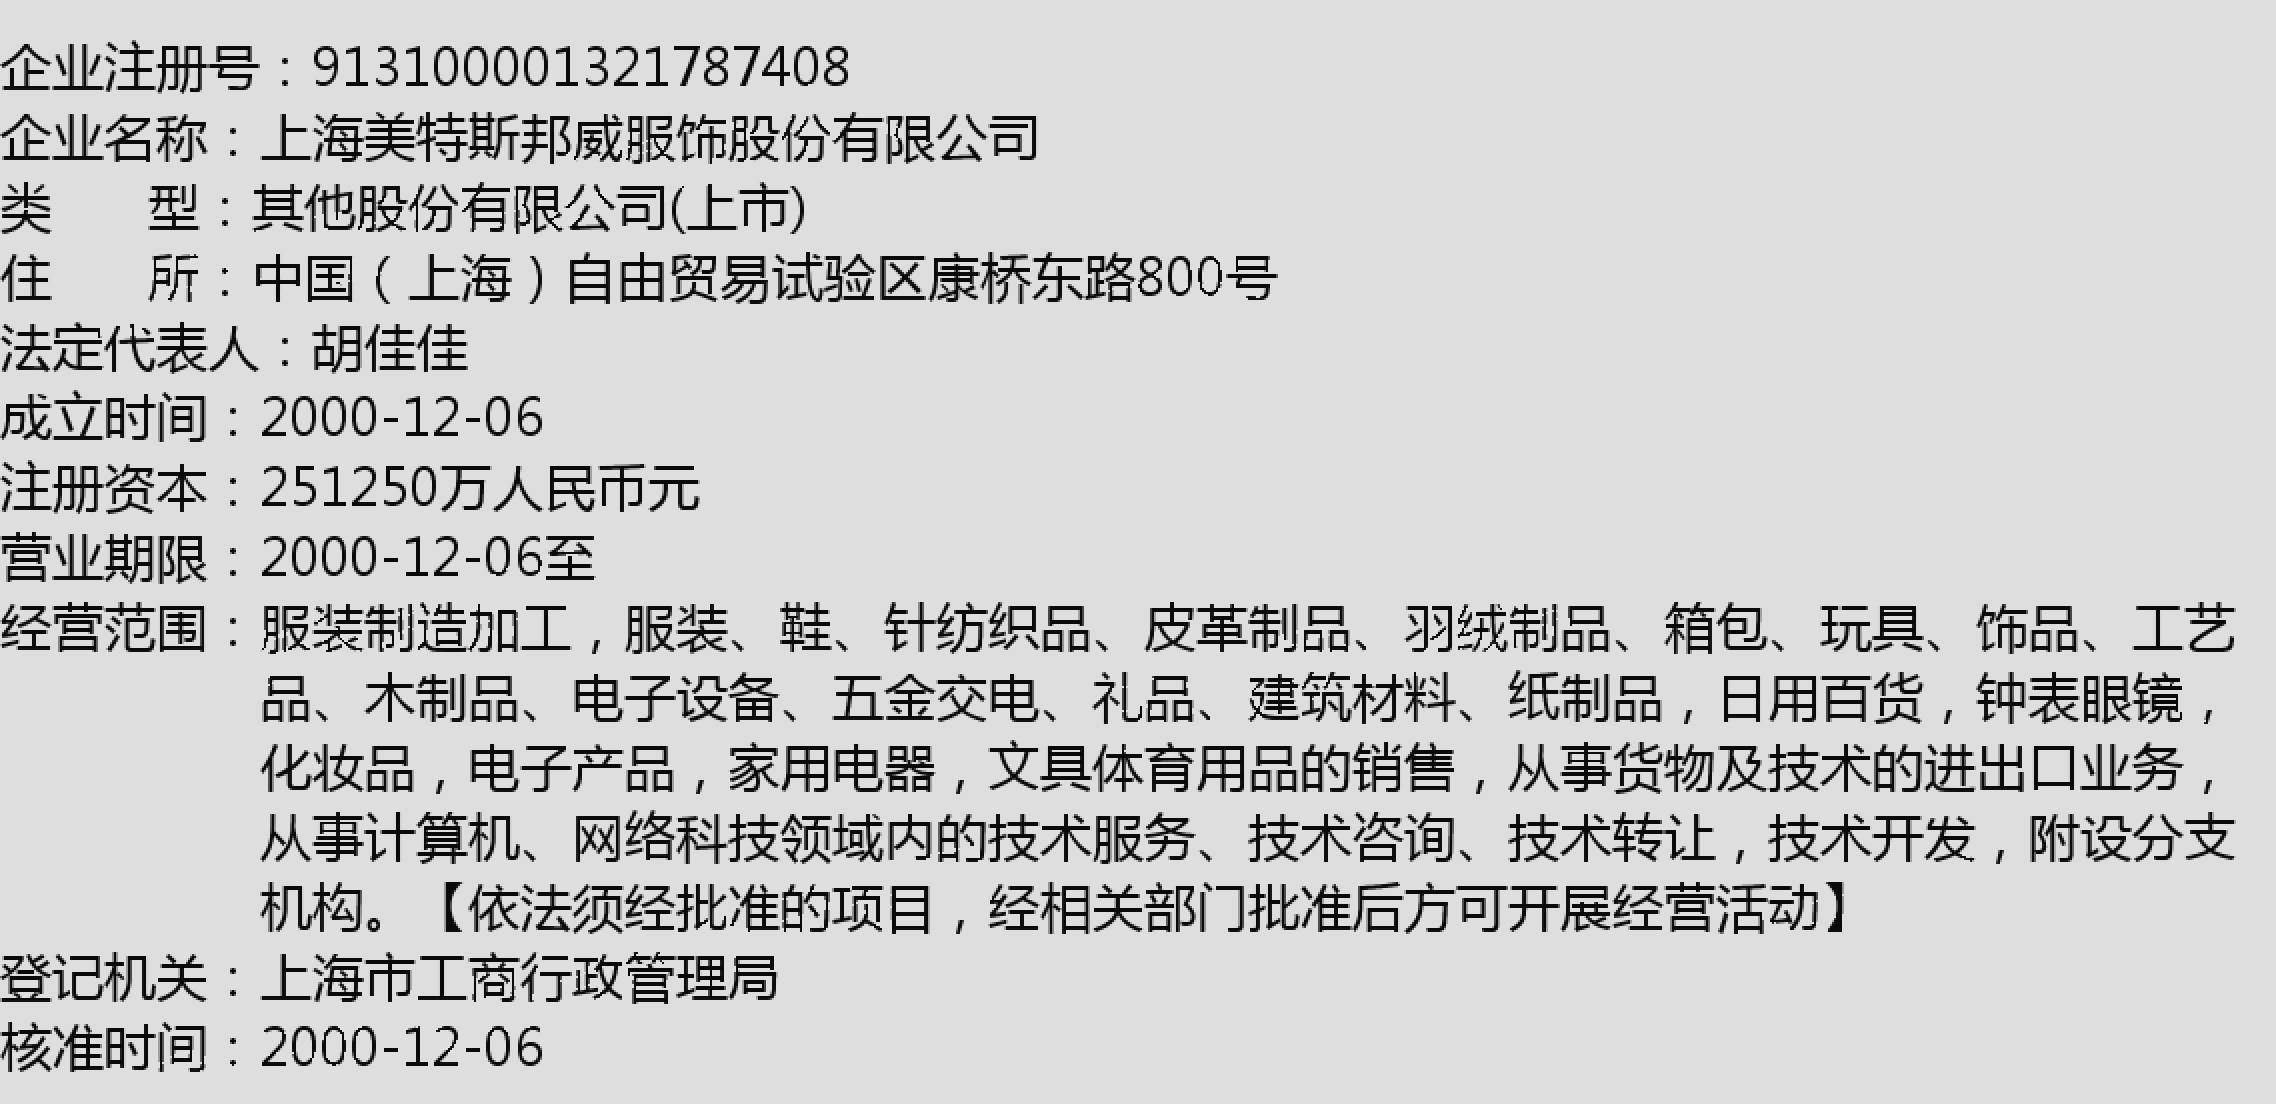 企业注册号：913100001321787408
企业名称：上海美特斯邦威服饰股份有限公司
类　　型：其他股份有限公司(上市)
住　　所：中国（上海）自由贸易试验区康桥东路800号
法定代表人：胡佳佳
成立时间：2000-12-06
注册资本：251250万人民币元
营业期限：2000-12-06至
经营范围：服装制造加工，服装、鞋、针纺织品、皮革制品、羽绒制品、箱包、玩具、饰品、工艺
品、木制品、电子设备、五金交电、礼品、建筑材料、纸制品，日用百货，钟表眼镜，
化妆品，电子产品，家用电器，文具体育用品的销售，从事货物及技术的进出口业务，
从事计算机、网络科技领域内的技术服务、技术咨询、技术转让，技术开发，附设分支
机构。【依法须经批准的项目，经相关部门批准后方可开展经营活动】
登记机关：上海市工商行政管理局
核准时间：2000-12-06